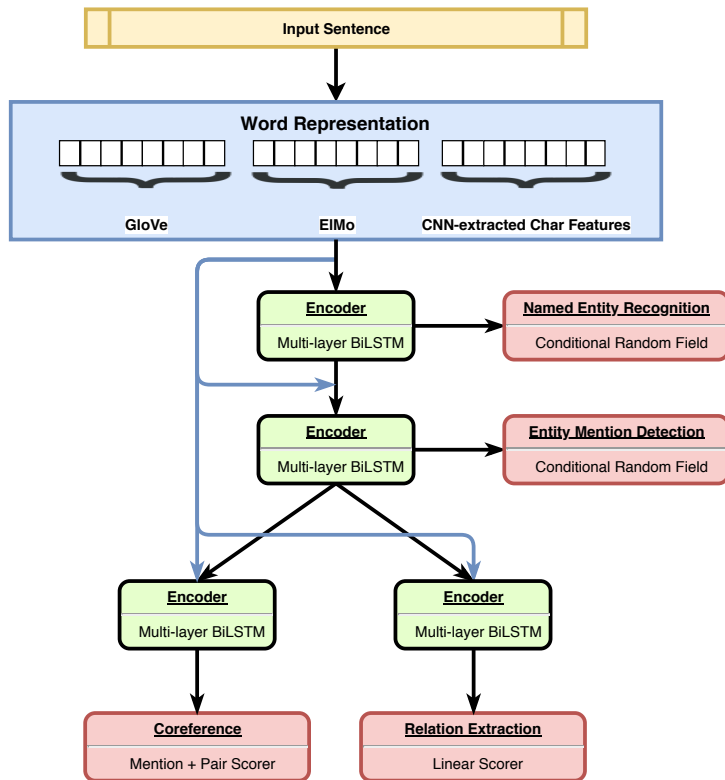 Input Sentence
Word Representation
GloVe
ElMo
CNN-extracted Char Features
Encoder
Multi-layer BiLSTM
Named Entity Recognition
Conditional Random Field
Encoder
Multi-layer BiLSTM
Entity Mention Detection
Conditional Random Field
Encoder
Multi-layer BiLSTM
Encoder
Multi-layer BiLSTM
Coreference
Mention + Pair Scorer
Relation Extraction
Linear Scorer